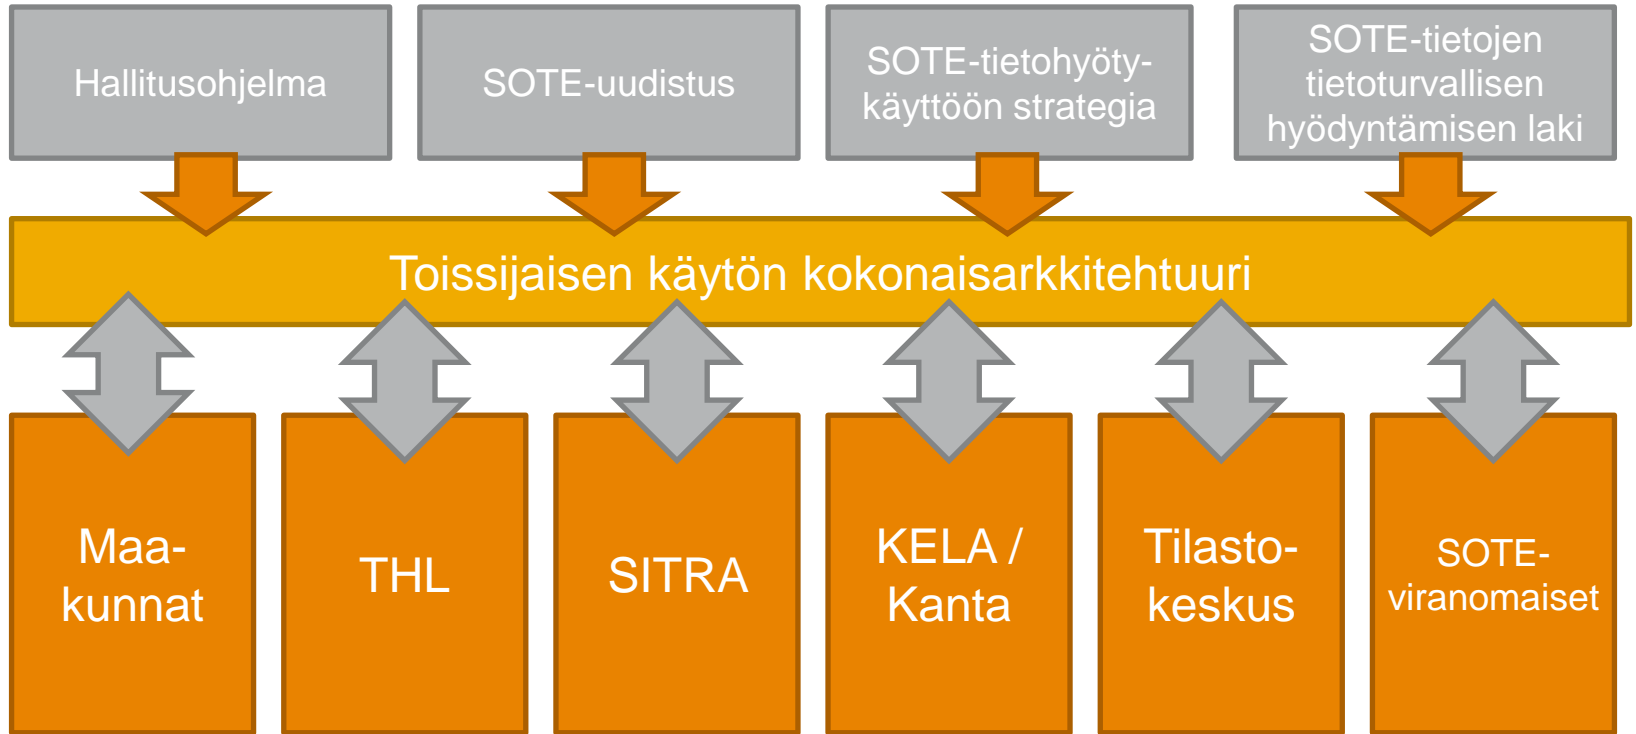 Hallitusohjelma
SOTE-uudistus
SOTE-tietohyöty-
käyttöön strategia
SOTE-tietojen
tietoturvallisen
hyödyntämisen laki
Toissijaisen käytön kokonaisarkkitehtuuri
Maa-
kunnat
THL
SITRA
KELA /
Kanta
Tilasto-
keskus
SOTE-
viranomaiset